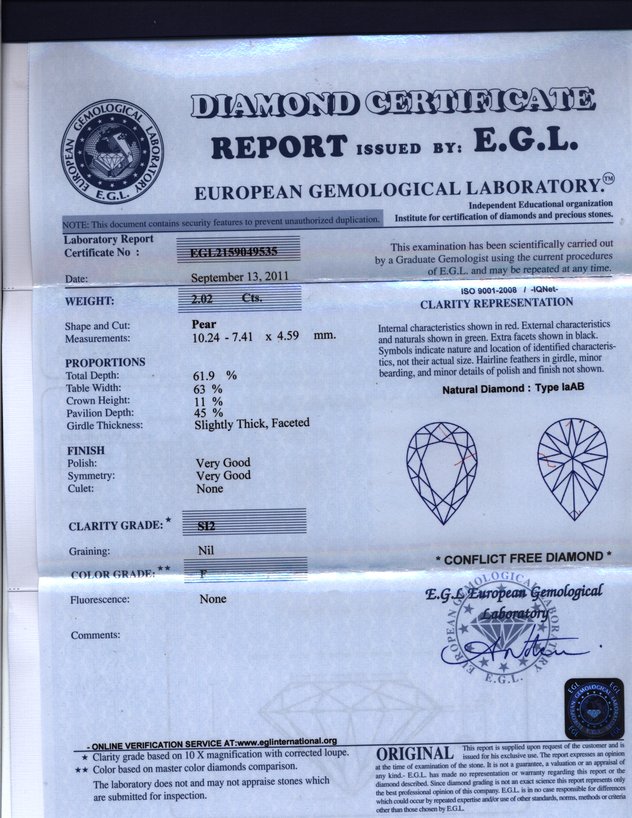 DIAMOND CERTIFICATE
REPORT ISSUED BY: E.G.L.
EUROPEAN GEMOLOGICAL LABORATORY.™
EUROPEAN GEMOLOGICAL LABORATORY
E.G.L.
Independent Educational organization
Institute for certification of diamonds and precious stones.
NOTE: This document contains security features to prevent unauthorized duplication.
Laboratory Report
Certificate No : EGL2159049535
Date: September 13, 2011
WEIGHT: 2.02 Cts.
Shape and Cut: Pear
Measurements: 10.24 - 7.41 x 4.59 mm.
PROPORTIONS
Total Depth: 61.9 %
Table Width: 63 %
Crown Height: 11 %
Pavilion Depth: 45 %
Girdle Thickness: Slightly Thick, Faceted
FINISH
Polish: Very Good
Symmetry: Very Good
Culet: None
CLARITY GRADE: * SI2
Graining: Nil
COLOR GRADE: ** F
Fluorescence: None
Comments:
This examination has been scientifically carried out
by a Graduate Gemologist using the current procedures
of E.G.L. and may be repeated at any time.
ISO 9001-2008 / -IQNet-
CLARITY REPRESENTATION
Internal characteristics shown in red. External characteristics
and naturals shown in green. Extra facets shown in black.
Symbols indicate nature and location of identified characteris-
tics, not their actual size. Hairline feathers in girdle, minor
bearding, and minor details of polish and finish not shown.
Natural Diamond : Type IaAB
* CONFLICT FREE DIAMOND *
E.G.L European Gemological
Laboratory
EUROPEAN GEMOLOGICAL LABORATORY
E.G.L.
EGL EGL
EUROPEAN GEMOLOGICAL LABORATORY
- ONLINE VERIFICATION SERVICE AT:www.eglinternational.org
★ Clarity grade based on 10 X magnification with corrected loupe.
★★ Color based on master color diamonds comparison.
The laboratory does not and may not appraise stones which
are submitted for inspection.
ORIGINAL This report is supplied upon request of the customer and is
issued for his exclusive use. The report expresses an opinion
at the time of examination of the stone. It is not a guarantee, a valuation or an appraisal of
any kind.- E.G.L. has made no representation or warranty regarding this report or the
diamond described. Since diamond grading is not an exact science this report represents only
the best professional opinion of this company. E.G.L. is in no case responsible for differences
which could occur by repeated expertise and/or use of other standards, norms, methods or criteria
other than those chosen by E.G.L.